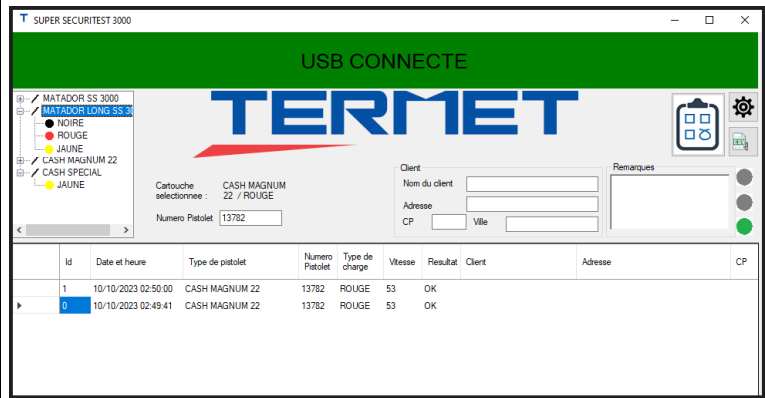 SUPER SECURITEST 3000
USB CONNECTE
MATADOR SS 3000
MATADOR LONG SS 30
NOIRE
ROUGE
JAUNE
CASH MAGNUM 22
CASH SPECIAL
JAUNE
TERMET
Cartouche selectionnee : CASH MAGNUM 22 / ROUGE
Numero Pistolet 13782
Client
Nom du client
Adresse
CP Ville
Remarques
Id Date et heure Type de pistolet Numero Pistolet Type de charge Vitesse Resultat Client Adresse CP
1 10/10/2023 02:50:00 CASH MAGNUM 22 13782 ROUGE 53 OK
0 10/10/2023 02:49:41 CASH MAGNUM 22 13782 ROUGE 53 OK